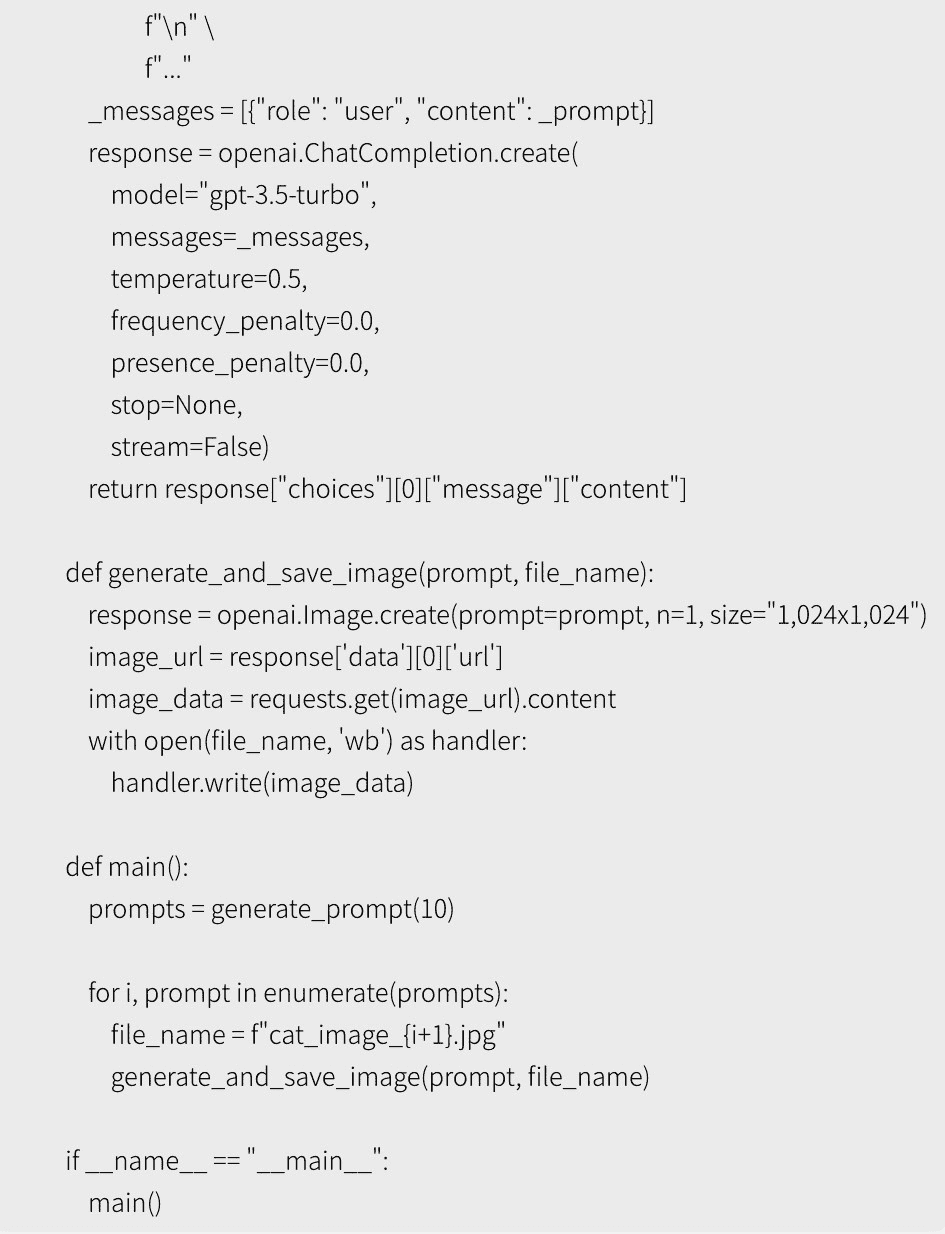 f"\n" \
f"..."
_messages = [{"role": "user", "content": _prompt}]
response = openai.ChatCompletion.create(
model="gpt-3.5-turbo",
messages=_messages,
temperature=0.5,
frequency_penalty=0.0,
presence_penalty=0.0,
stop=None,
stream=False)
return response["choices"][0]["message"]["content"]
def generate_and_save_image(prompt, file_name):
response = openai.Image.create(prompt=prompt, n=1, size="1,024x1,024")
image_url = response['data'][0]['url']
image_data = requests.get(image_url).content
with open(file_name, 'wb') as handler:
handler.write(image_data)
def main():
prompts = generate_prompt(10)
for i, prompt in enumerate(prompts):
file_name = f"cat_image_{i+1}.jpg"
generate_and_save_image(prompt, file_name)
if __name__ == "__main__":
main()